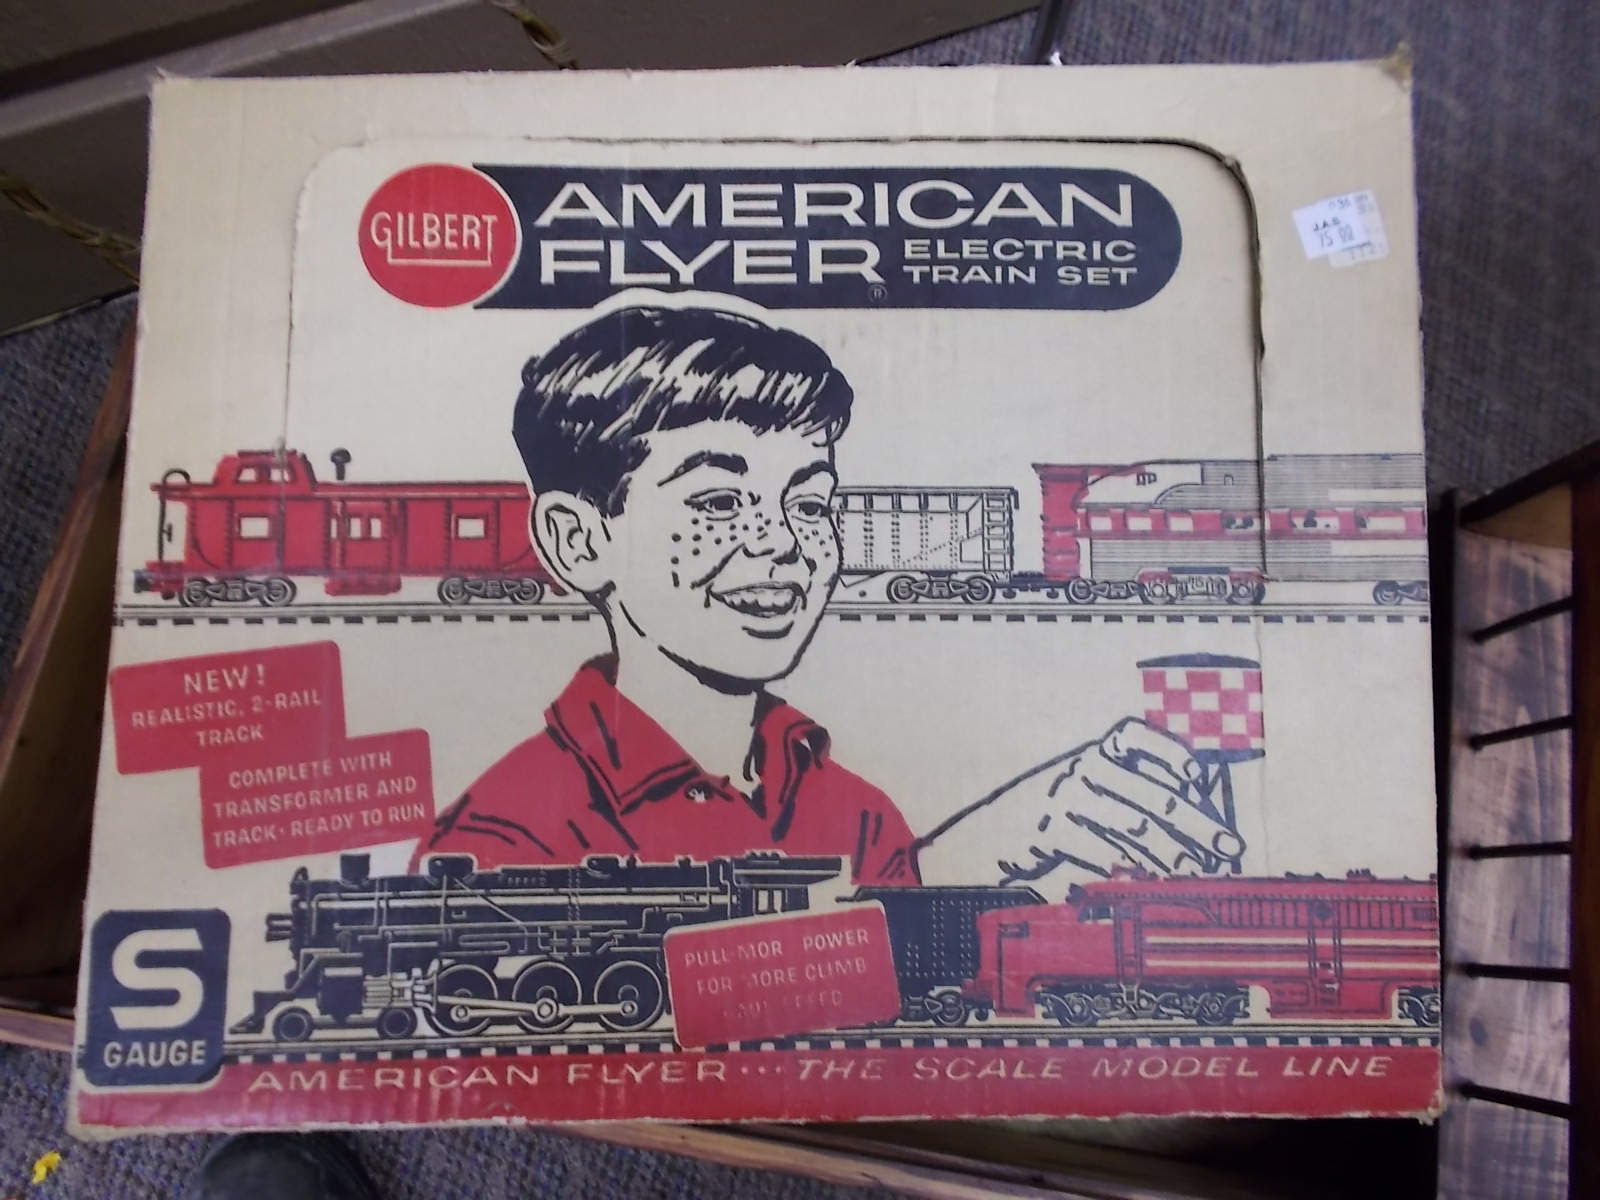 GILBERT
AMERICAN
FLYER ELECTRIC
TRAIN SET
®
J.A.G.
75 00
NEW!
REALISTIC, 2-RAIL
TRACK
COMPLETE WITH
TRANSFORMER AND
TRACK · READY TO RUN
PULL-MOR POWER
FOR MORE CLIMB
S
GAUGE
AMERICAN FLYER ··· THE SCALE MODEL LINE